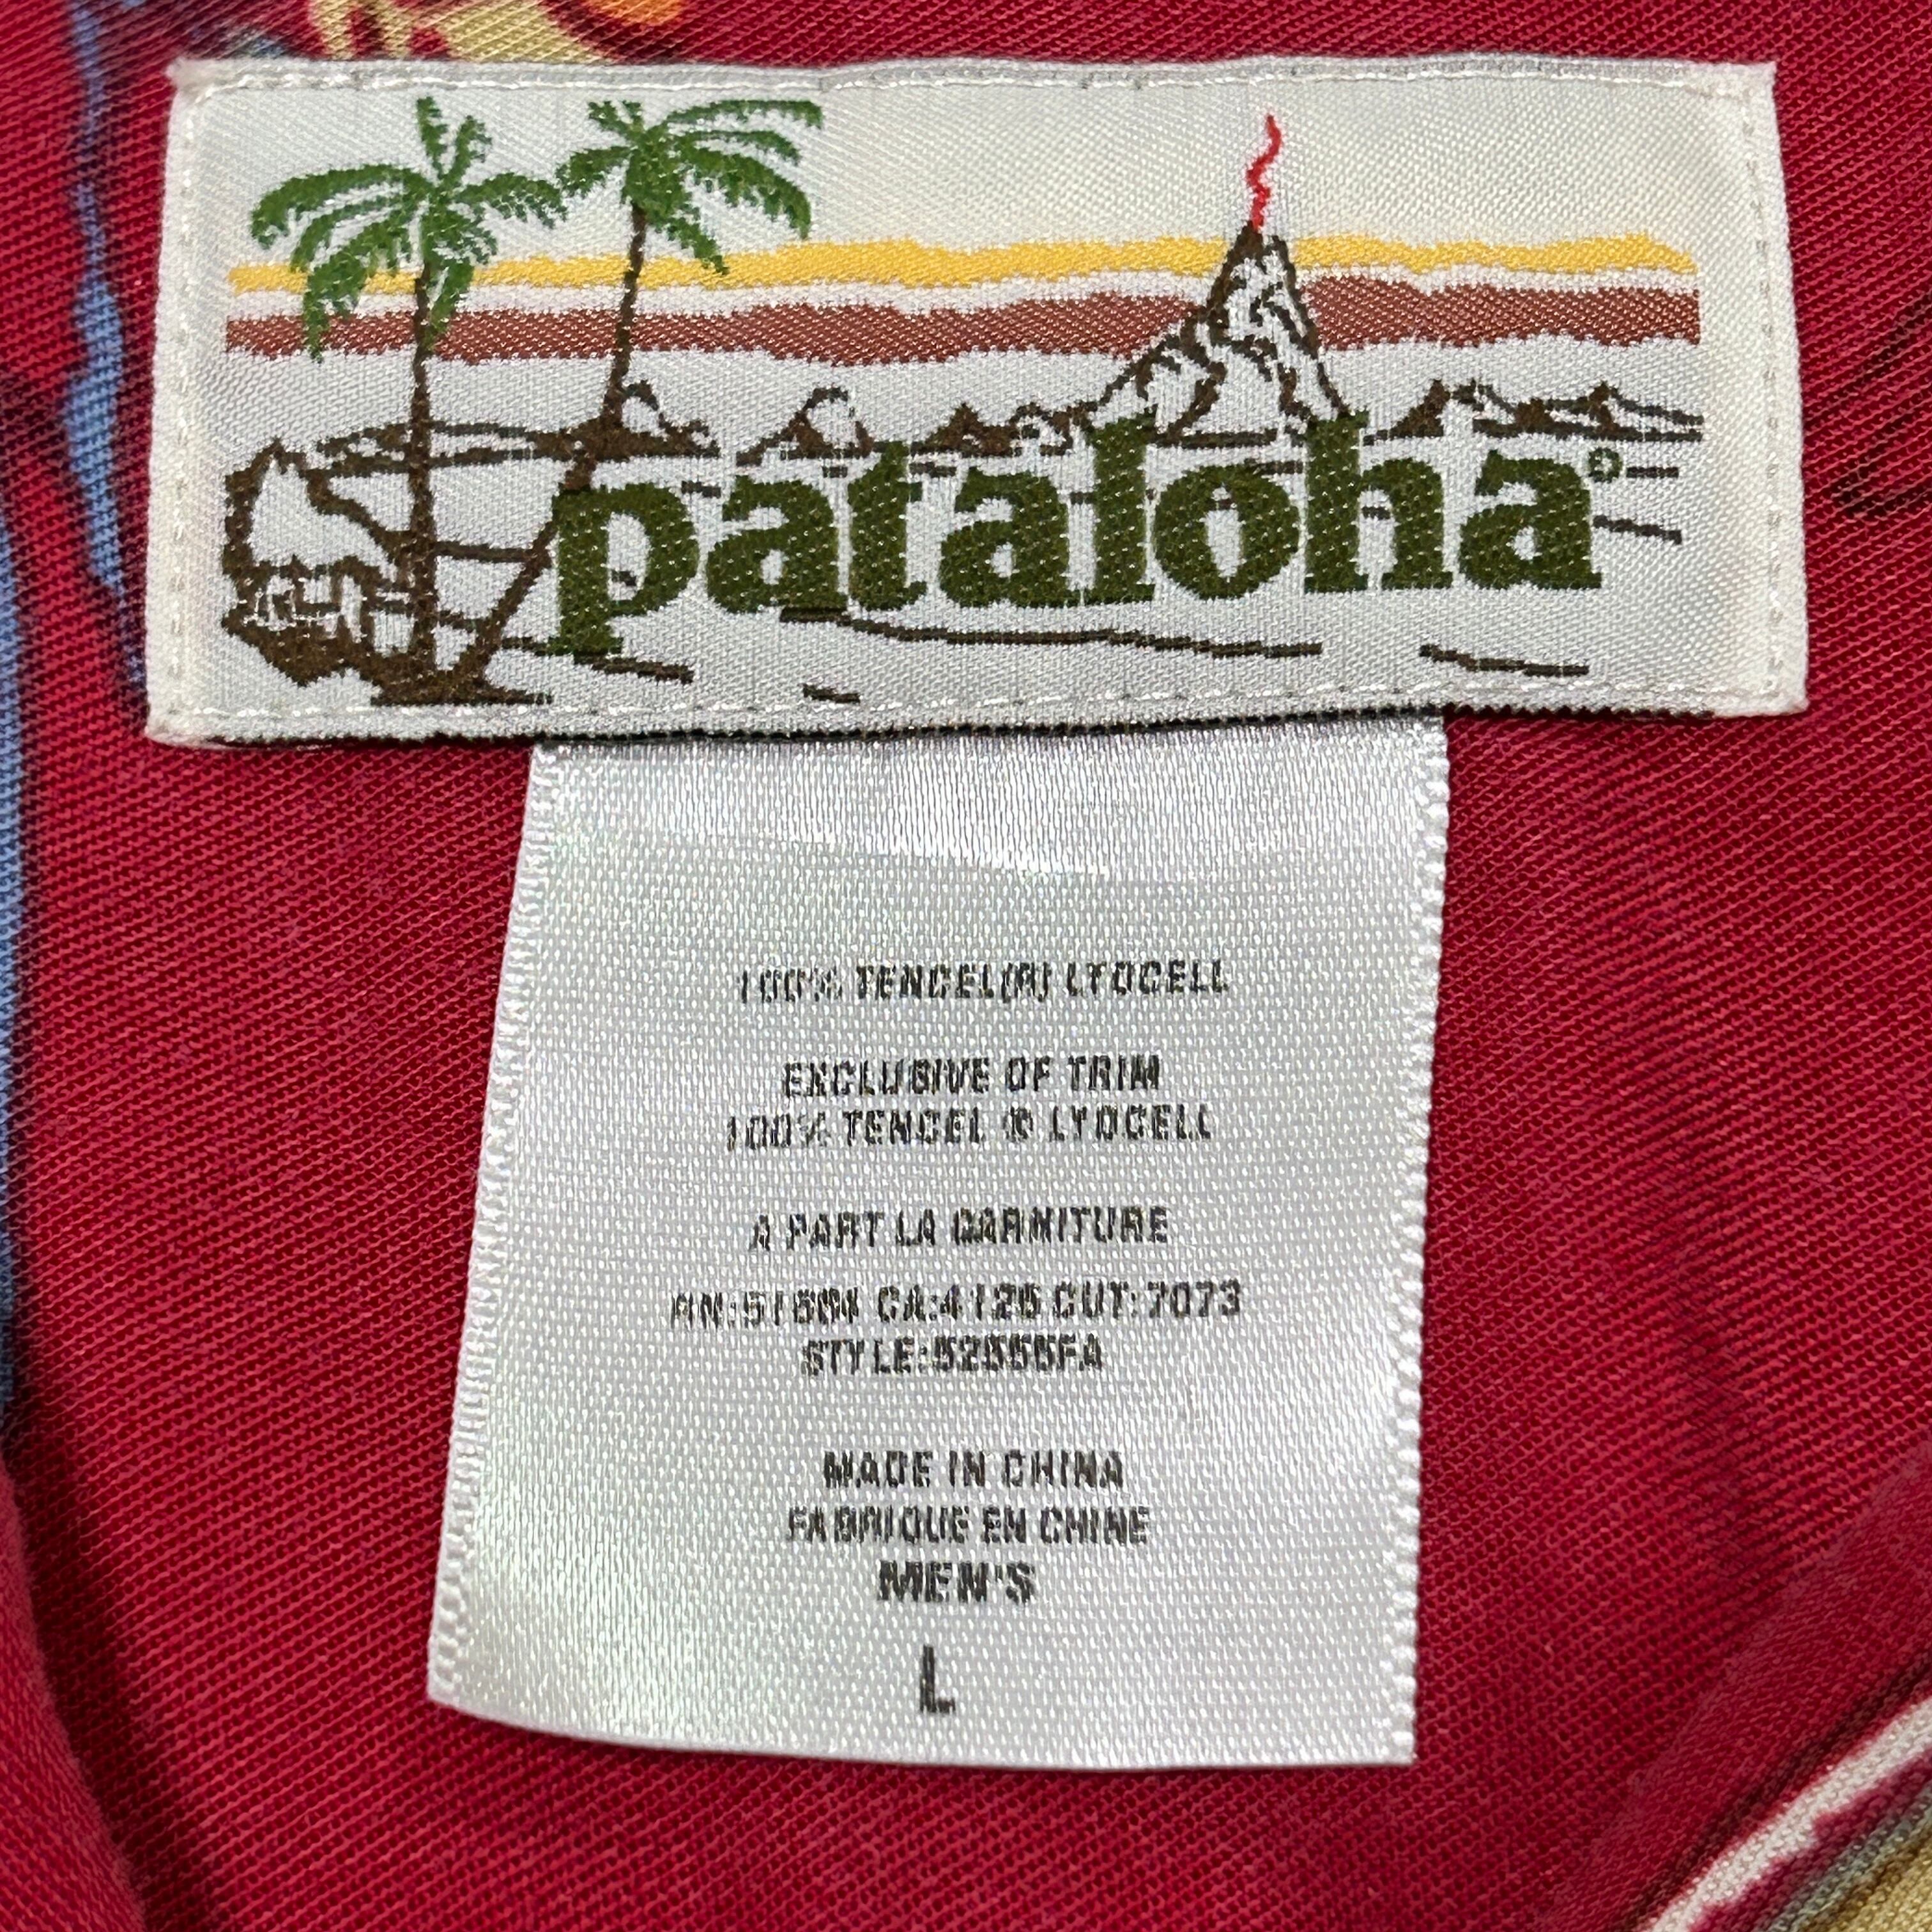 pataloha®
100% TENCEL(R) LYOCELL
EXCLUSIVE OF TRIM
100% TENCEL ® LYOCELL
A PART LA GARNITURE
RN:51884 CA:4126 CUT:7073
STYLE:52555FA
MADE IN CHINA
FABRIQUE EN CHINE
MEN'S
L